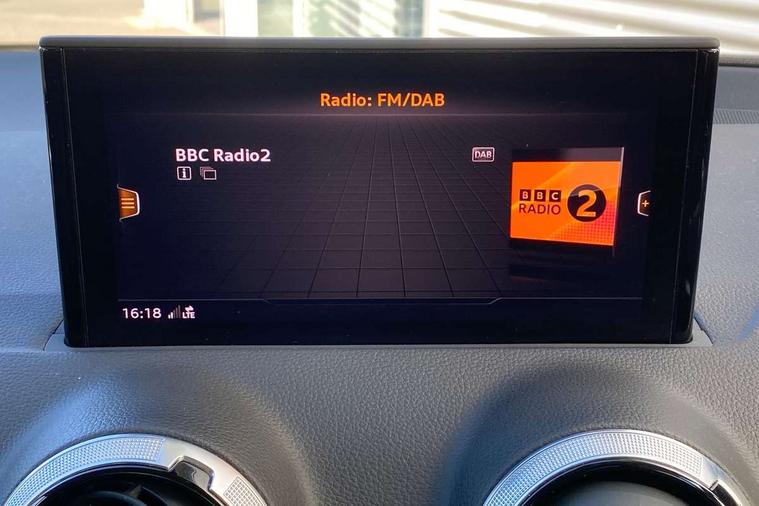 Radio: FM/DAB
BBC Radio2
DAB
i
BBC
RADIO 2
+
16:18
LTE